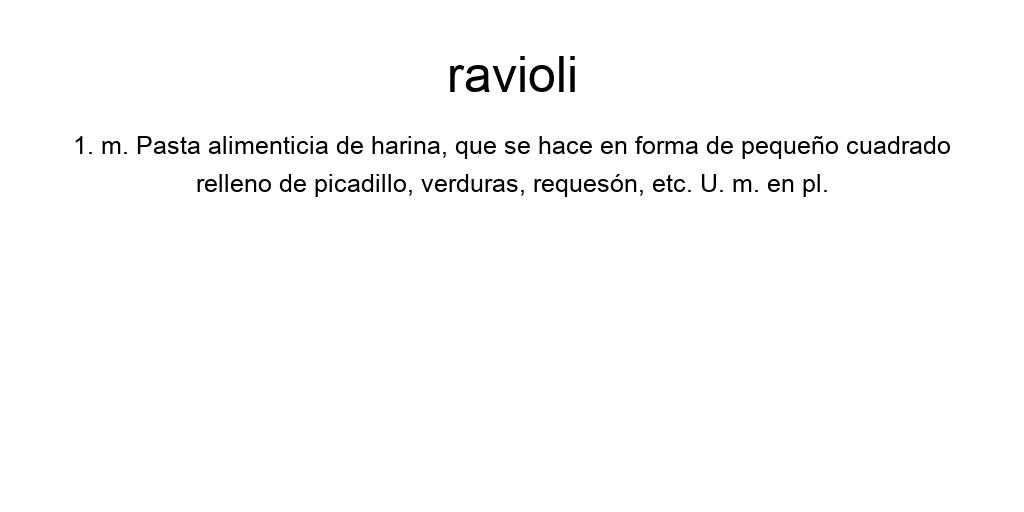 ravioli
1. m. Pasta alimenticia de harina, que se hace en forma de pequeño cuadrado
relleno de picadillo, verduras, requesón, etc. U. m. en pl.